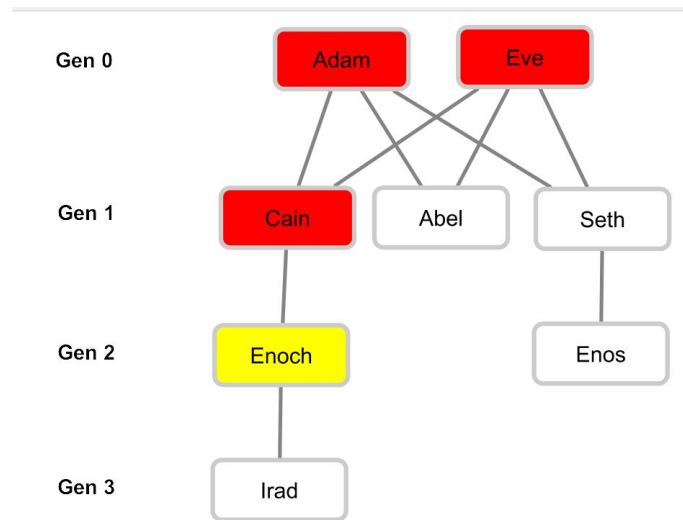 Gen 0
Adam
Eve
Gen 1
Cain
Abel
Seth
Gen 2
Enoch
Enos
Gen 3
Irad